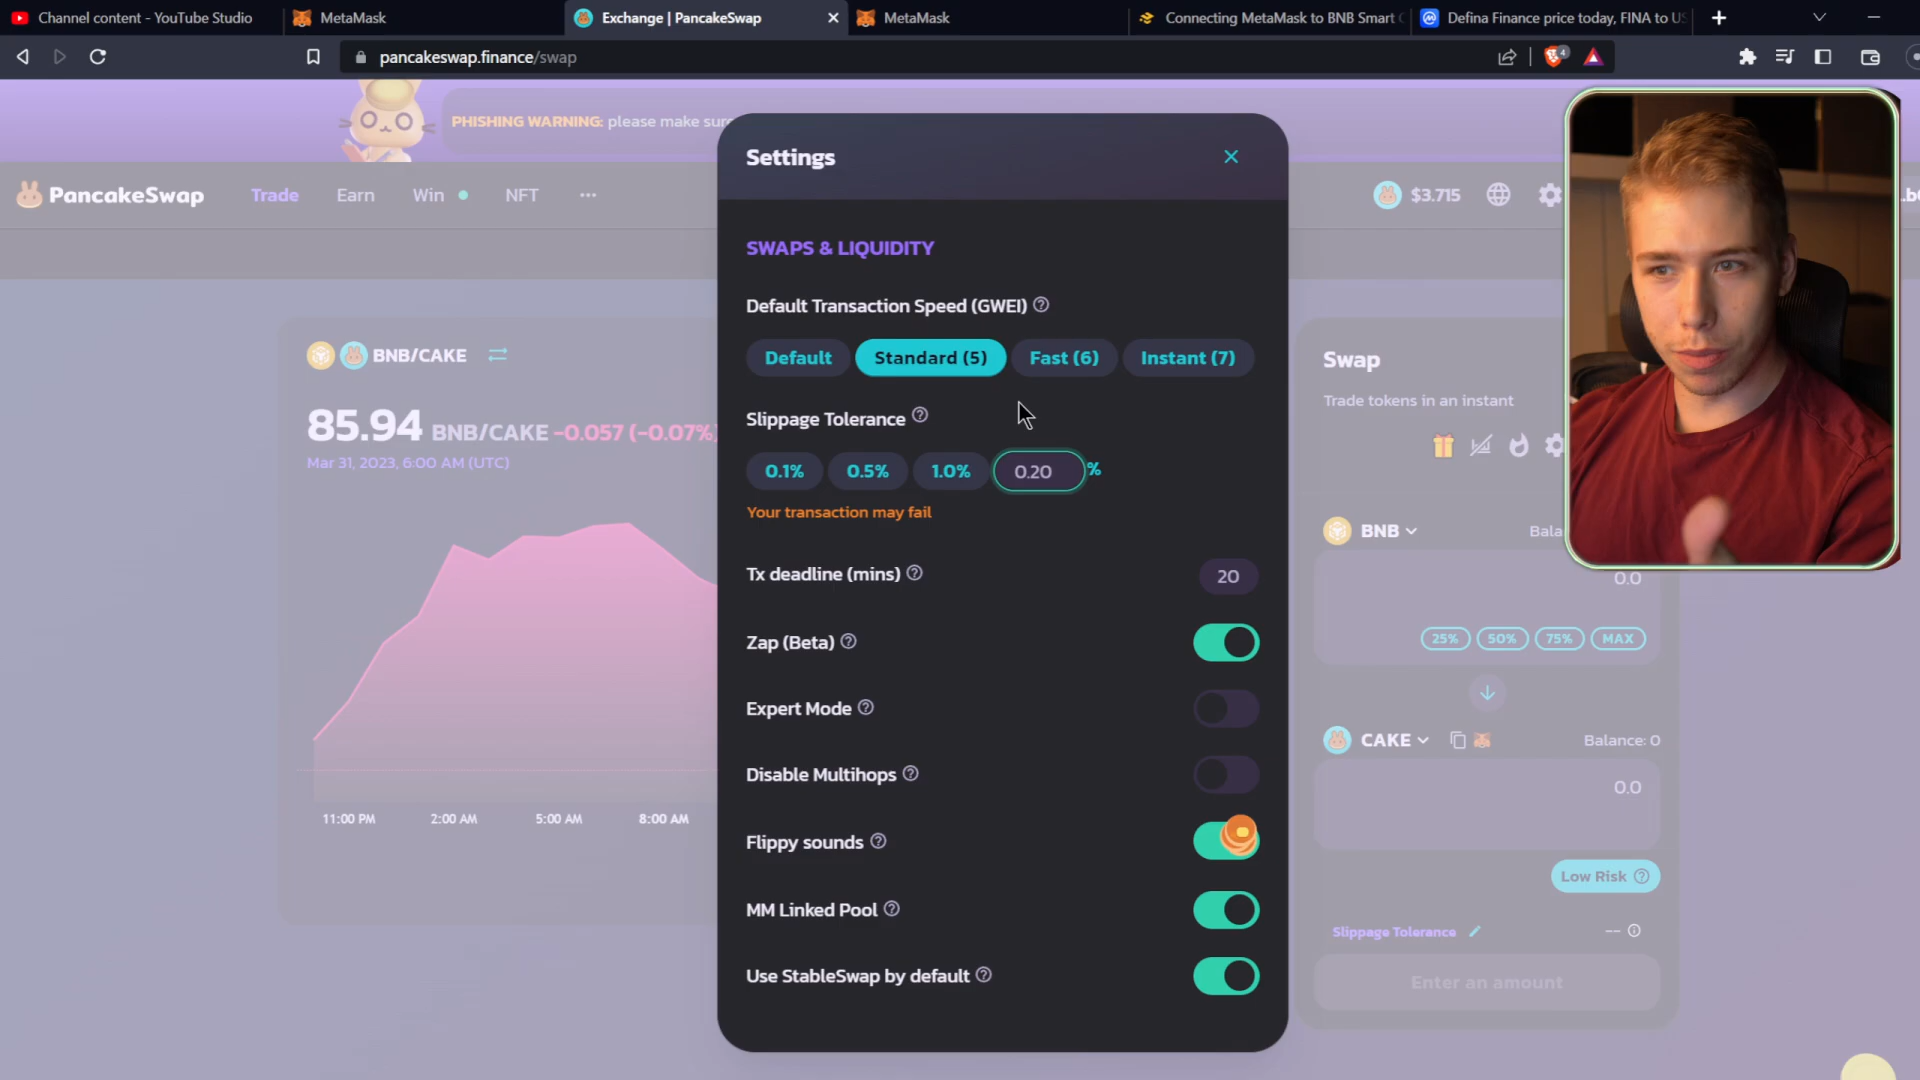 Channel content - YouTube Studio
MetaMask
Exchange | PancakeSwap
MetaMask
Connecting MetaMask to BNB Smart
Defina Finance price today, FINA to US
pancakeswap.finance/swap
4
PHISHING WARNING: please make sure
PancakeSwap
Trade
Earn
Win
NFT
$3.715
Settings
SWAPS & LIQUIDITY
Default Transaction Speed (GWEI)
Default
Standard (5)
Fast (6)
Instant (7)
Slippage Tolerance
0.1%
0.5%
1.0%
0.20
%
Your transaction may fail
Tx deadline (mins)
20
Zap (Beta)
Expert Mode
Disable Multihops
Flippy sounds
MM Linked Pool
Use StableSwap by default
BNB/CAKE
85.94 BNB/CAKE -0.057 (-0.07%)
Mar 31, 2023, 6:00 AM (UTC)
11:00 PM
2:00 AM
5:00 AM
8:00 AM
Swap
Trade tokens in an instant
BNB
0.0
25%
50%
75%
MAX
CAKE
Balance: 0
0.0
Low Risk
Slippage Tolerance
--
Enter an amount